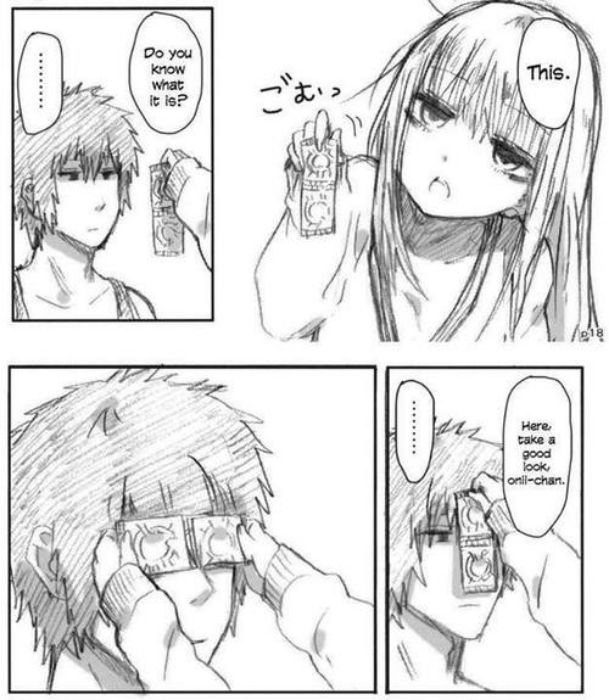 This.
ごむっ
p18
Do you
know
what
it is?
........
Here,
take a
good
look,
onii-chan.
........